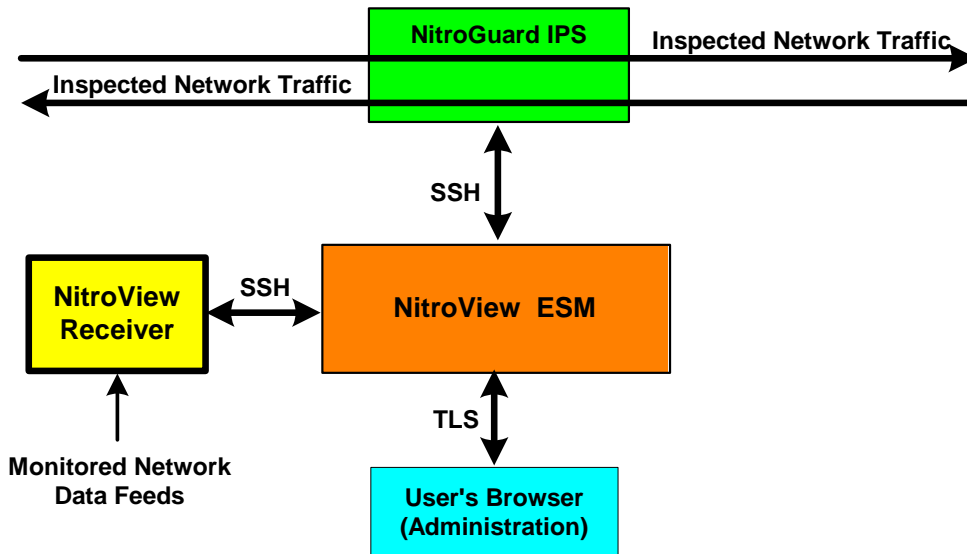 NitroGuard IPS
Inspected Network Traffic
Inspected Network Traffic
SSH
NitroView
Receiver
SSH
NitroView ESM
TLS
Monitored Network
Data Feeds
User's Browser
(Administration)